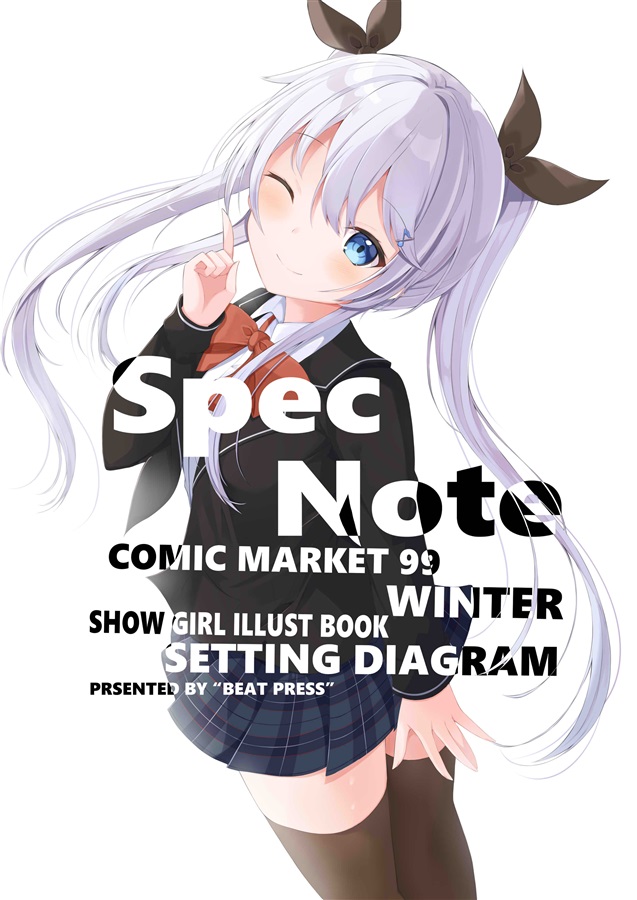 Spec
Note
COMIC MARKET 99
WINTER
SHOW GIRL ILLUST BOOK
SETTING DIAGRAM
PRSENTED BY “BEAT PRESS”